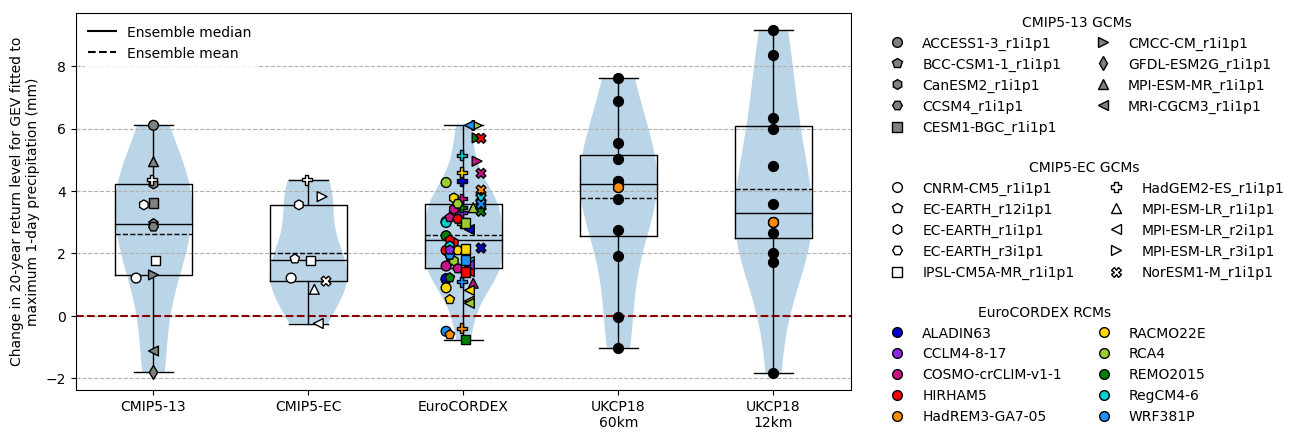 Change in 20-year return level for GEV fitted to
maximum 1-day precipitation (mm)
8
6
4
2
0
−2
Ensemble median
Ensemble mean
CMIP5-13
CMIP5-EC
EuroCORDEX
UKCP18
60km
UKCP18
12km
CMIP5-13 GCMs
ACCESS1-3_r1i1p1
BCC-CSM1-1_r1i1p1
CanESM2_r1i1p1
CCSM4_r1i1p1
CESM1-BGC_r1i1p1
CMCC-CM_r1i1p1
GFDL-ESM2G_r1i1p1
MPI-ESM-MR_r1i1p1
MRI-CGCM3_r1i1p1
CMIP5-EC GCMs
CNRM-CM5_r1i1p1
EC-EARTH_r12i1p1
EC-EARTH_r1i1p1
EC-EARTH_r3i1p1
IPSL-CM5A-MR_r1i1p1
HadGEM2-ES_r1i1p1
MPI-ESM-LR_r1i1p1
MPI-ESM-LR_r2i1p1
MPI-ESM-LR_r3i1p1
NorESM1-M_r1i1p1
EuroCORDEX RCMs
ALADIN63
CCLM4-8-17
COSMO-crCLIM-v1-1
HIRHAM5
HadREM3-GA7-05
RACMO22E
RCA4
REMO2015
RegCM4-6
WRF381P